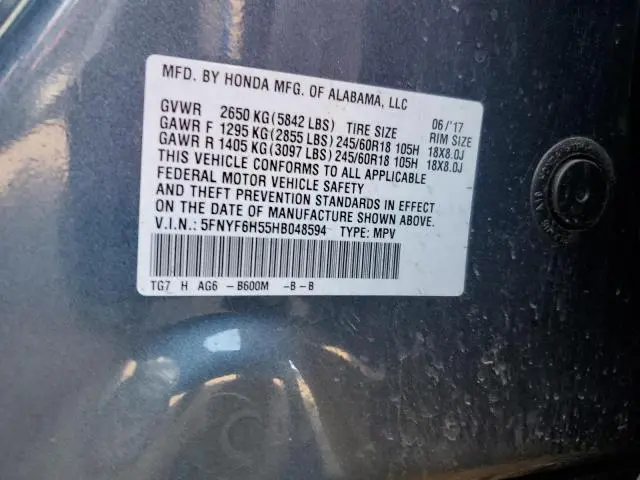 MFD. BY HONDA MFG. OF ALABAMA, LLC
GVWR 2650 KG(5842 LBS) TIRE SIZE 06/'17 RIM SIZE
GAWR F 1295 KG(2855 LBS)245/60R18 105H 18X8.0J
GAWR R 1405 KG(3097 LBS)245/60R18 105H 18X8.0J
THIS VEHICLE CONFORMS TO ALL APPLICABLE
FEDERAL MOTOR VEHICLE SAFETY
AND THEFT PREVENTION STANDARDS IN EFFECT
ON THE DATE OF MANUFACTURE SHOWN ABOVE.
V.I.N.: 5FNYF6H55HB048594 TYPE: MPV
TG7 H AG6 -B600M -B-B